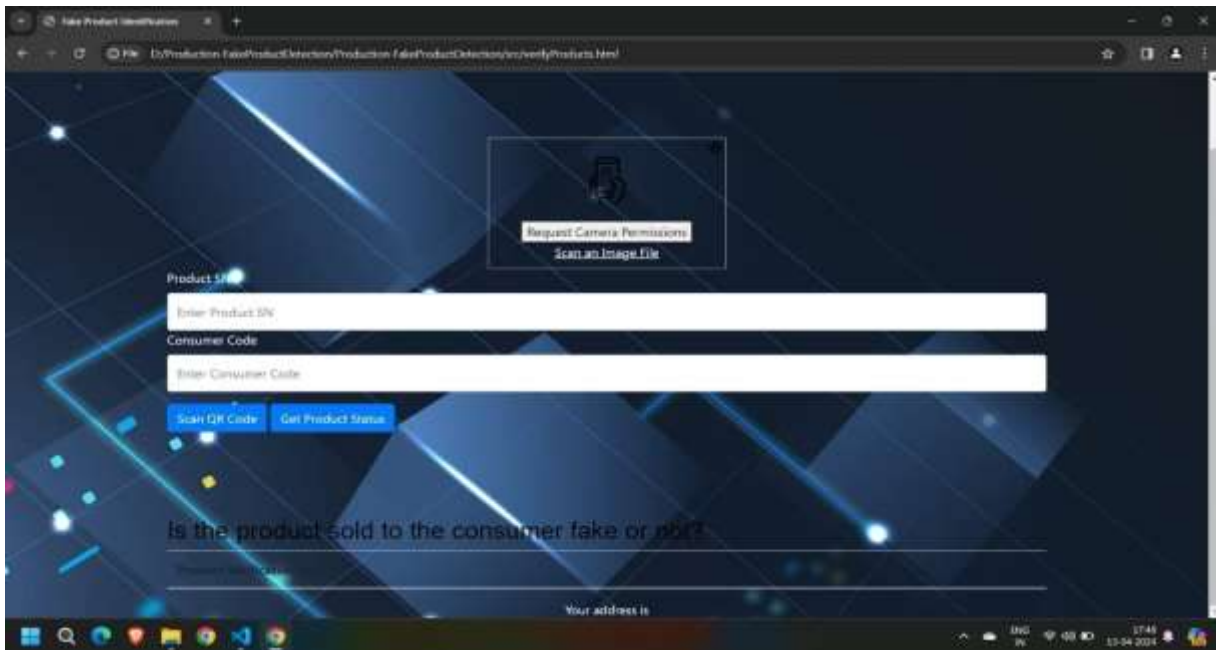 Fake Product Identification
File D:/Production-FakeProductDetection/Production-FakeProductDetection/src/verifyProducts.html
Request Camera Permissions
Scan an Image File
Product SN
Enter Product SN
Consumer Code
Enter Consumer Code
Scan QR Code Get Product Status
Is the product sold to the consumer fake or not?
Your address is
ENG 17:46
IN 13-04-2024